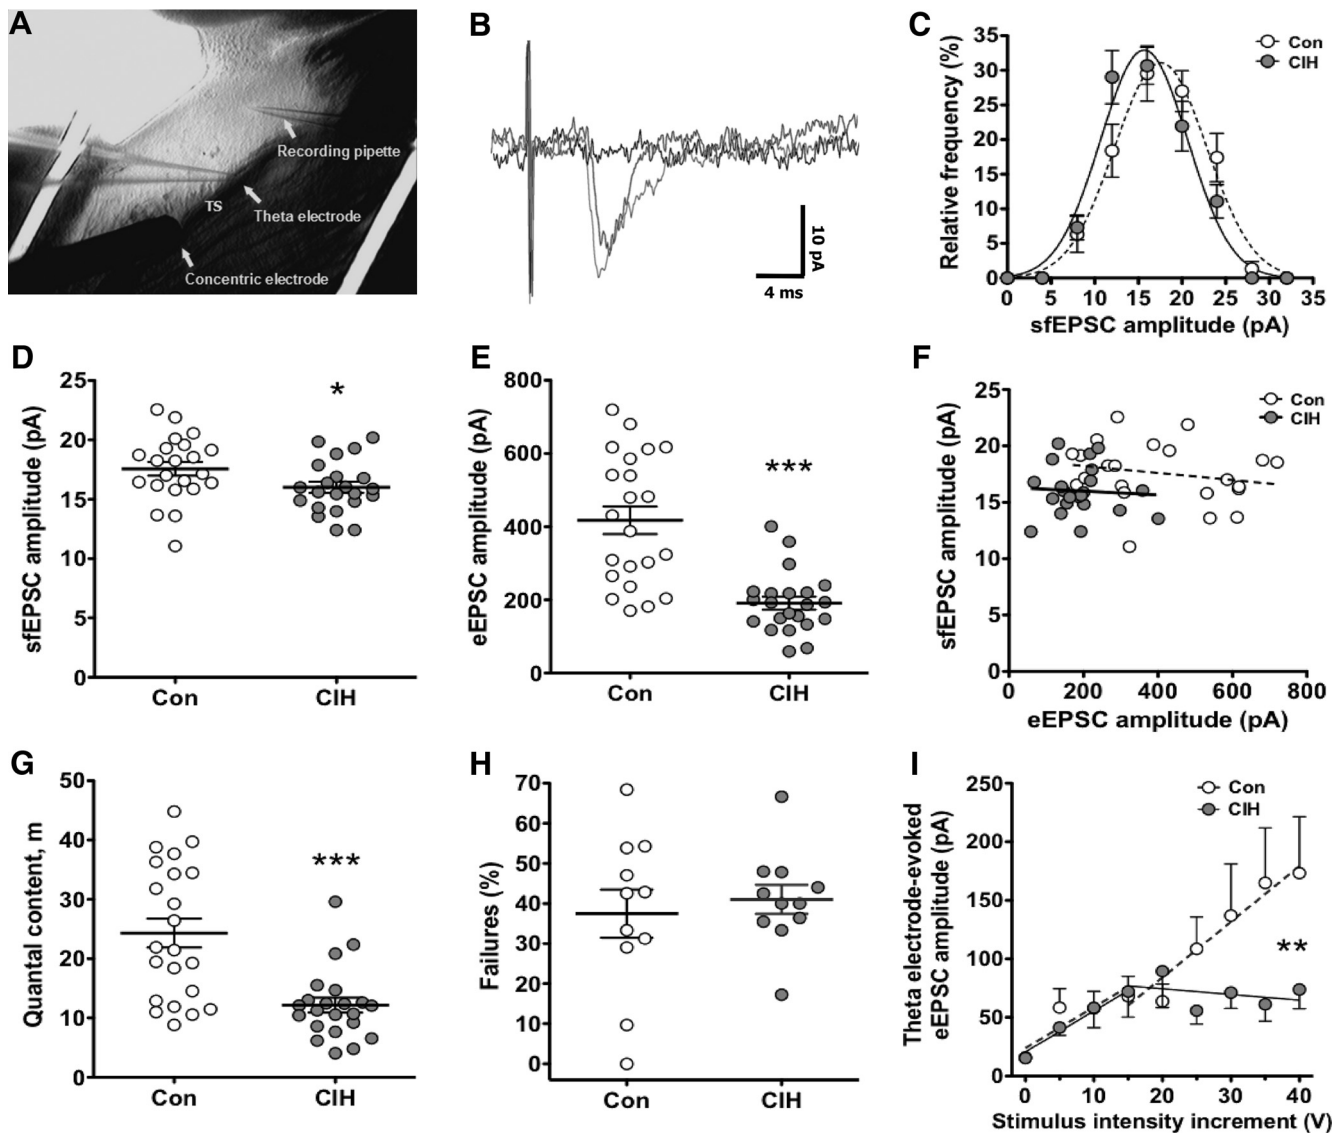 A
Recording pipette
TS
Theta electrode
Concentric electrode
B
10 pA
4 ms
C
Relative frequency (%)
35
30
25
20
15
10
5
0
0 5 10 15 20 25 30 35
sfEPSC amplitude (pA)
Con
CIH
D
sfEPSC amplitude (pA)
25
20
15
10
5
0
*
Con CIH
E
eEPSC amplitude (pA)
800
600
400
200
0
***
Con CIH
F
sfEPSC amplitude (pA)
25
20
15
10
5
0
0 200 400 600 800
eEPSC amplitude (pA)
Con
CIH
G
Quantal content, m
50
40
30
20
10
0
***
Con CIH
H
Failures (%)
70
60
50
40
30
20
10
0
Con CIH
I
Theta electrode-evoked
eEPSC amplitude (pA)
250
200
150
100
50
0
Con
CIH
**
0 10 20 30 40
Stimulus intensity increment (V)